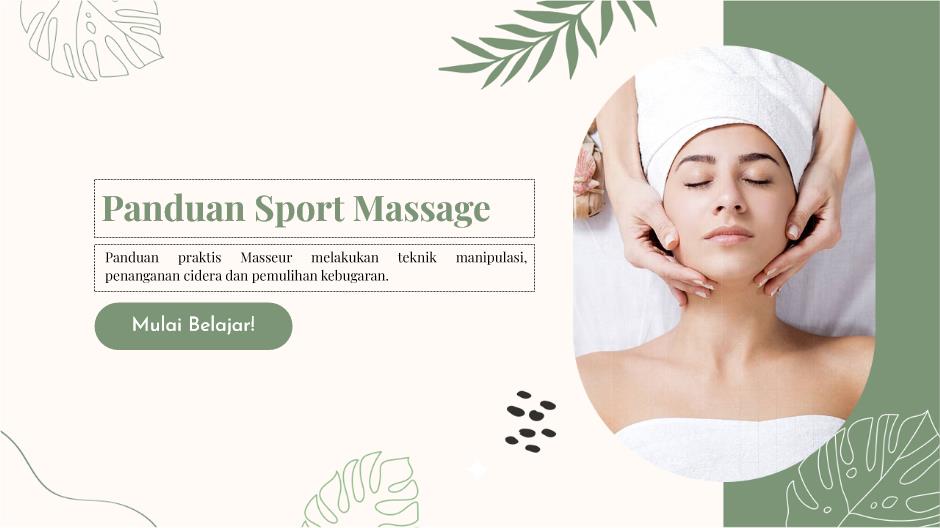 Panduan Sport Massage
Panduan praktis Masseur melakukan teknik manipulasi,
penanganan cidera dan pemulihan kebugaran.
Mulai Belajar!